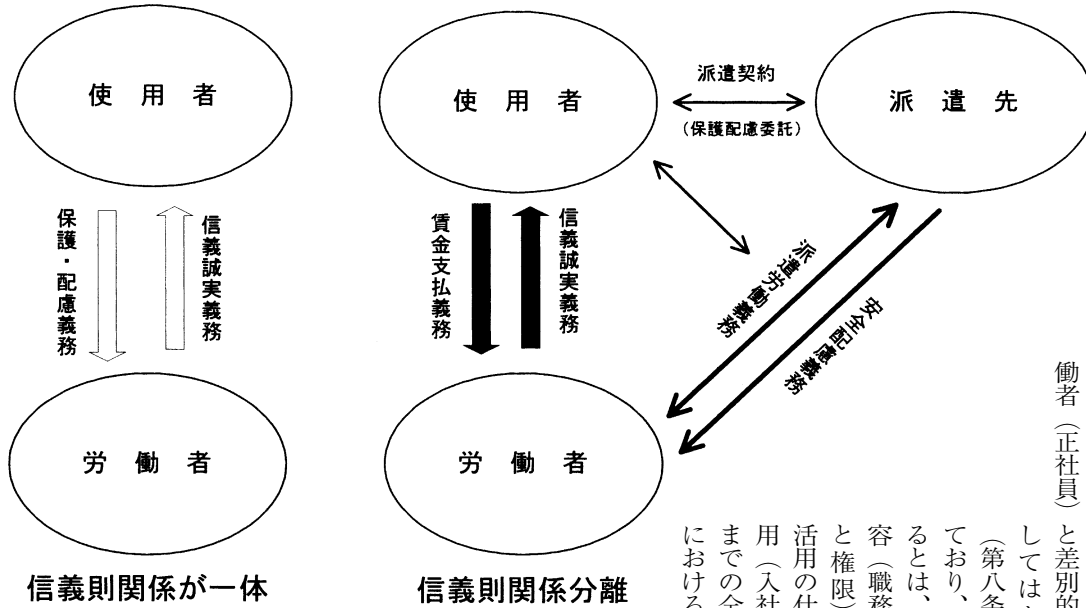 使用者
保護・配慮義務
信義誠実義務
労働者
信義則関係が一体
使用者
派遣契約
(保護配慮委託)
派遣先
賃金支払義務
信義誠実義務
派遣労働義務
安全配慮義務
労働者
信義則関係分離
働者(正社員)と差別的
しては
(第八条
ており、
るとは、
容(職務
と権限)
活用の仕
用(入社
までの全
における